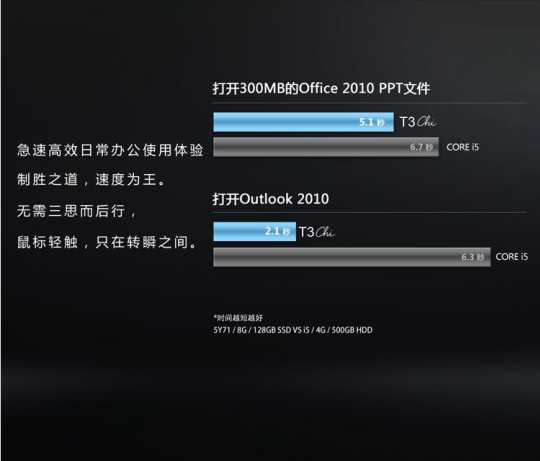 打开300MB的Office 2010 PPT文件
5.1 秒 T3 Chi
6.7 秒 CORE i5
急速高效日常办公使用体验
制胜之道，速度为王。
无需三思而后行，
鼠标轻触，只在转瞬之间。
打开Outlook 2010
2.1 秒 T3 Chi
6.3 秒 CORE i5
*时间越短越好
5Y71 / 8G / 128GB SSD VS i5 / 4G / 500GB HDD